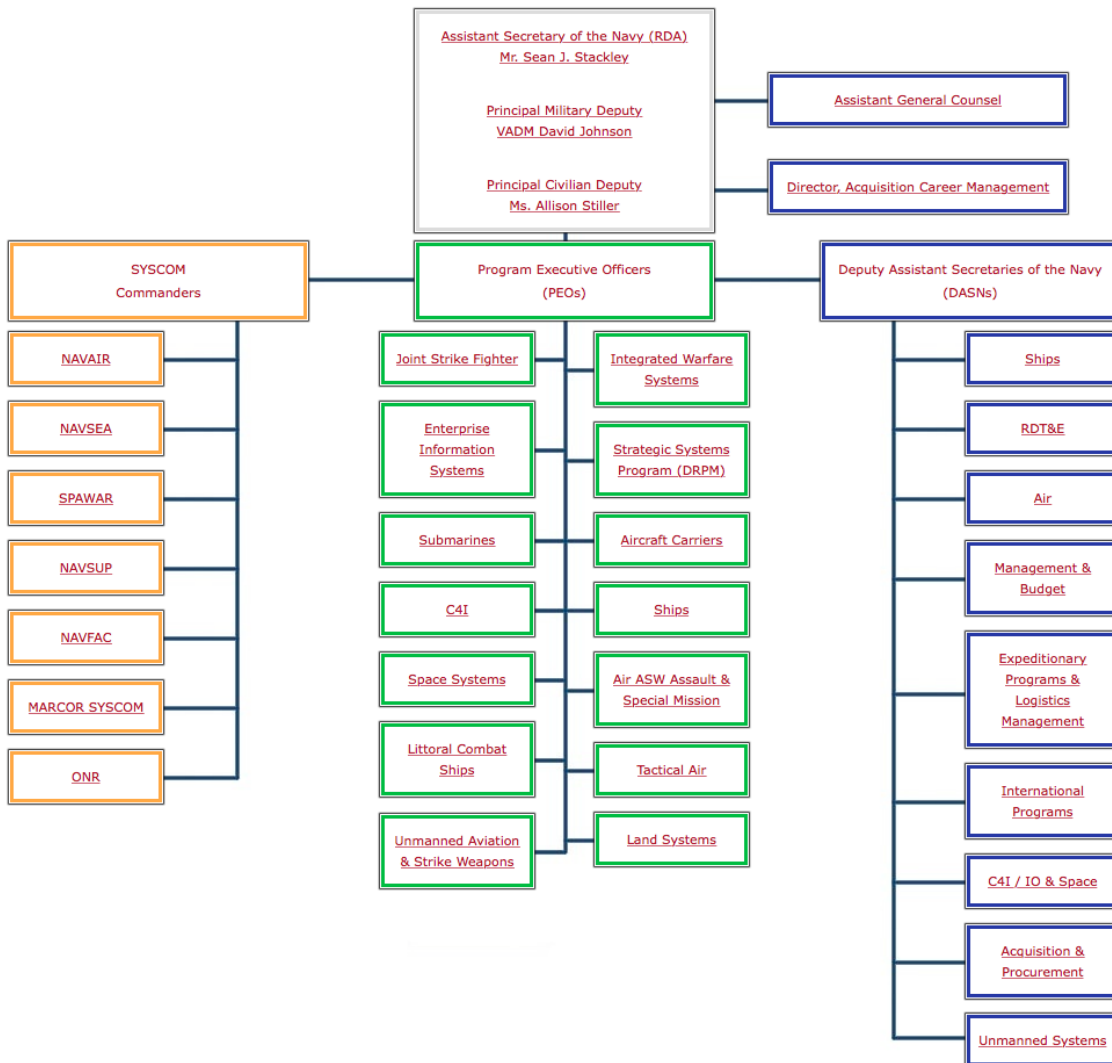 Assistant Secretary of the Navy (RDA)
Mr. Sean J. Stackley
Principal Military Deputy
VADM David Johnson
Principal Civilian Deputy
Ms. Allison Stiller
Assistant General Counsel
Director, Acquisition Career Management
SYSCOM
Commanders
NAVAIR
NAVSEA
SPAWAR
NAVSUP
NAVFAC
MARCOR SYSCOM
ONR
Program Executive Officers
(PEOs)
Joint Strike Fighter
Enterprise
Information
Systems
Submarines
C4I
Space Systems
Littoral Combat
Ships
Unmanned Aviation
& Strike Weapons
Integrated Warfare
Systems
Strategic Systems
Program (DRPM)
Aircraft Carriers
Ships
Air ASW Assault &
Special Mission
Tactical Air
Land Systems
Deputy Assistant Secretaries of the Navy
(DASNs)
Ships
RDT&E
Air
Management &
Budget
Expeditionary
Programs &
Logistics
Management
International
Programs
C4I / IO & Space
Acquisition &
Procurement
Unmanned Systems